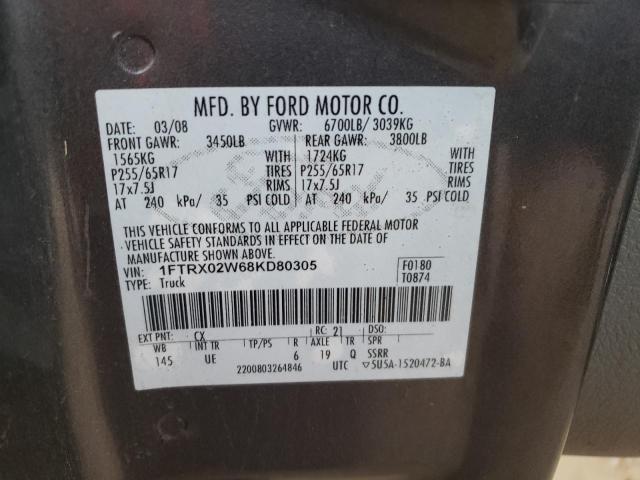 MFD. BY FORD MOTOR CO.
DATE: 03/08 GVWR: 6700LB/ 3039KG
FRONT GAWR: 3450LB REAR GAWR: 3800LB
1565KG 1724KG
P255/65R17 TIRES P255/65R17 TIRES
17x7.5J RIMS 17x7.5J RIMS
AT 240 kPa/ 35 PSI COLD AT 240 kPa/ 35 PSI COLD
THIS VEHICLE CONFORMS TO ALL APPLICABLE FEDERAL MOTOR
VEHICLE SAFETY STANDARDS IN EFFECT ON THE DATE OF
MANUFACTURE SHOWN ABOVE.
VIN: 1FTRX02W68KD80305 F0180
TYPE: Truck T0874
EXT PNT: CX RC: 21 DSO:
WB INT TR TP/PS R AXLE TR SPR
145 UE 6 19 Q SSRR
2200803264846 UTC ▽5U5A-1520472-BA